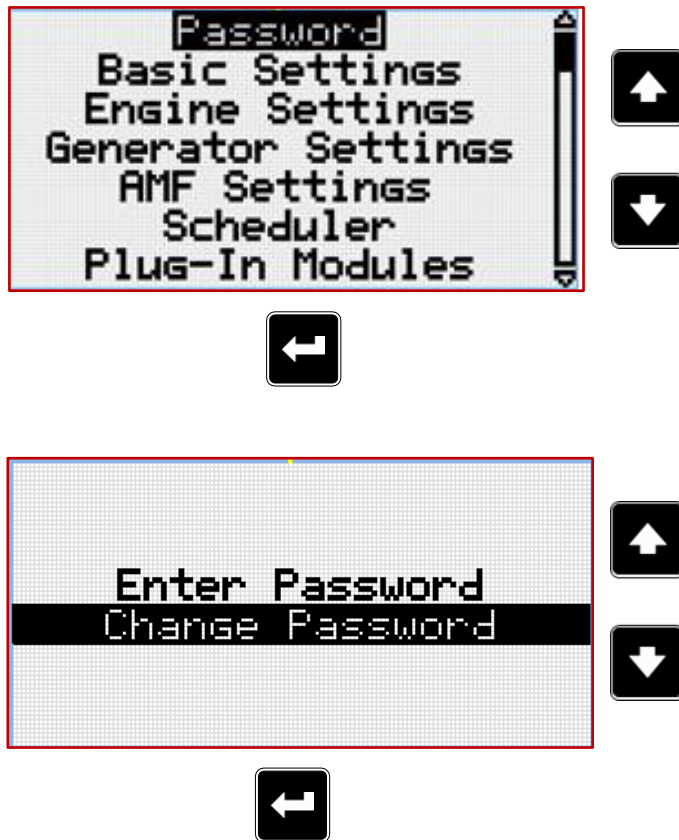 Password
Basic Settings
Engine Settings
Generator Settings
AMF Settings
Scheduler
Plug-In Modules
Enter Password
Change Password